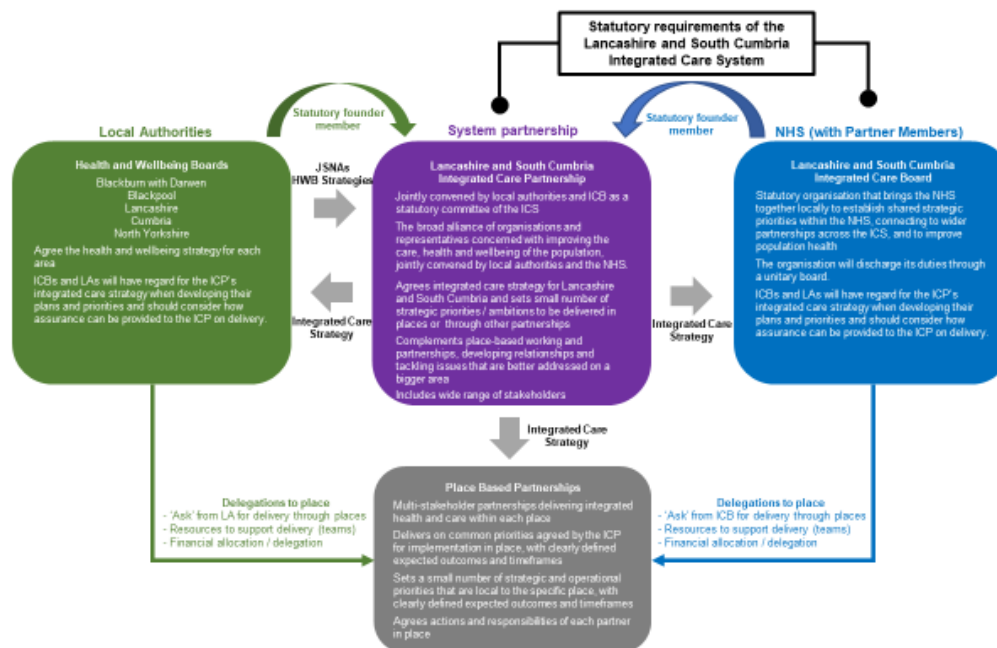 Statutory requirements of the
Lancashire and South Cumbria
Integrated Care System
Statutory founder
member
Statutory founder
member
Local Authorities
System partnership
NHS (with Partner Members)
Health and Wellbeing Boards
Blackburn with Darwen
Blackpool
Lancashire
Cumbria
North Yorkshire
Agree the health and wellbeing strategy for each
area
ICBs and LAs will have regard for the ICP's
integrated care strategy when developing their
plans and priorities and should consider how
assurance can be provided to the ICP on delivery.
JSNAs
HWB Strategies
Integrated Care
Strategy
Lancashire and South Cumbria
Integrated Care Partnership
Jointly convened by local authorities and ICB as a
statutory committee of the ICS
The broad alliance of organisations and
representatives concerned with improving the
care, health and wellbeing of the population,
jointly convened by local authorities and the NHS.
Agrees integrated care strategy for Lancashire
and South Cumbria and sets small number of
strategic priorities / ambitions to be delivered in
places or through other partnerships
Complements place-based working and
partnerships, developing relationships and
tackling issues that are better addressed on a
bigger area
Includes wide range of stakeholders
Integrated Care
Strategy
Lancashire and South Cumbria
Integrated Care Board
Statutory organisation that brings the NHS
together locally to establish shared strategic
priorities within the NHS, connecting to wider
partnerships across the ICS, and to improve
population health
The organisation will discharge its duties through
a unitary board.
ICBs and LAs will have regard for the ICP's
integrated care strategy when developing their
plans and priorities and should consider how
assurance can be provided to the ICP on delivery.
Integrated Care
Strategy
Delegations to place
- 'Ask' from LA for delivery through places
- Resources to support delivery (teams)
- Financial allocation / delegation
Place Based Partnerships
Multi-stakeholder partnerships delivering integrated
health and care within each place
Delivers on common priorities agreed by the ICP
for implementation in place, with clearly defined
expected outcomes and timeframes
Sets a small number of strategic and operational
priorities that are local to the specific place, with
clearly defined expected outcomes and timeframes
Agrees actions and responsibilities of each partner
in place
Delegations to place
- 'Ask' from ICB for delivery through places
- Resources to support delivery (teams)
- Financial allocation / delegation